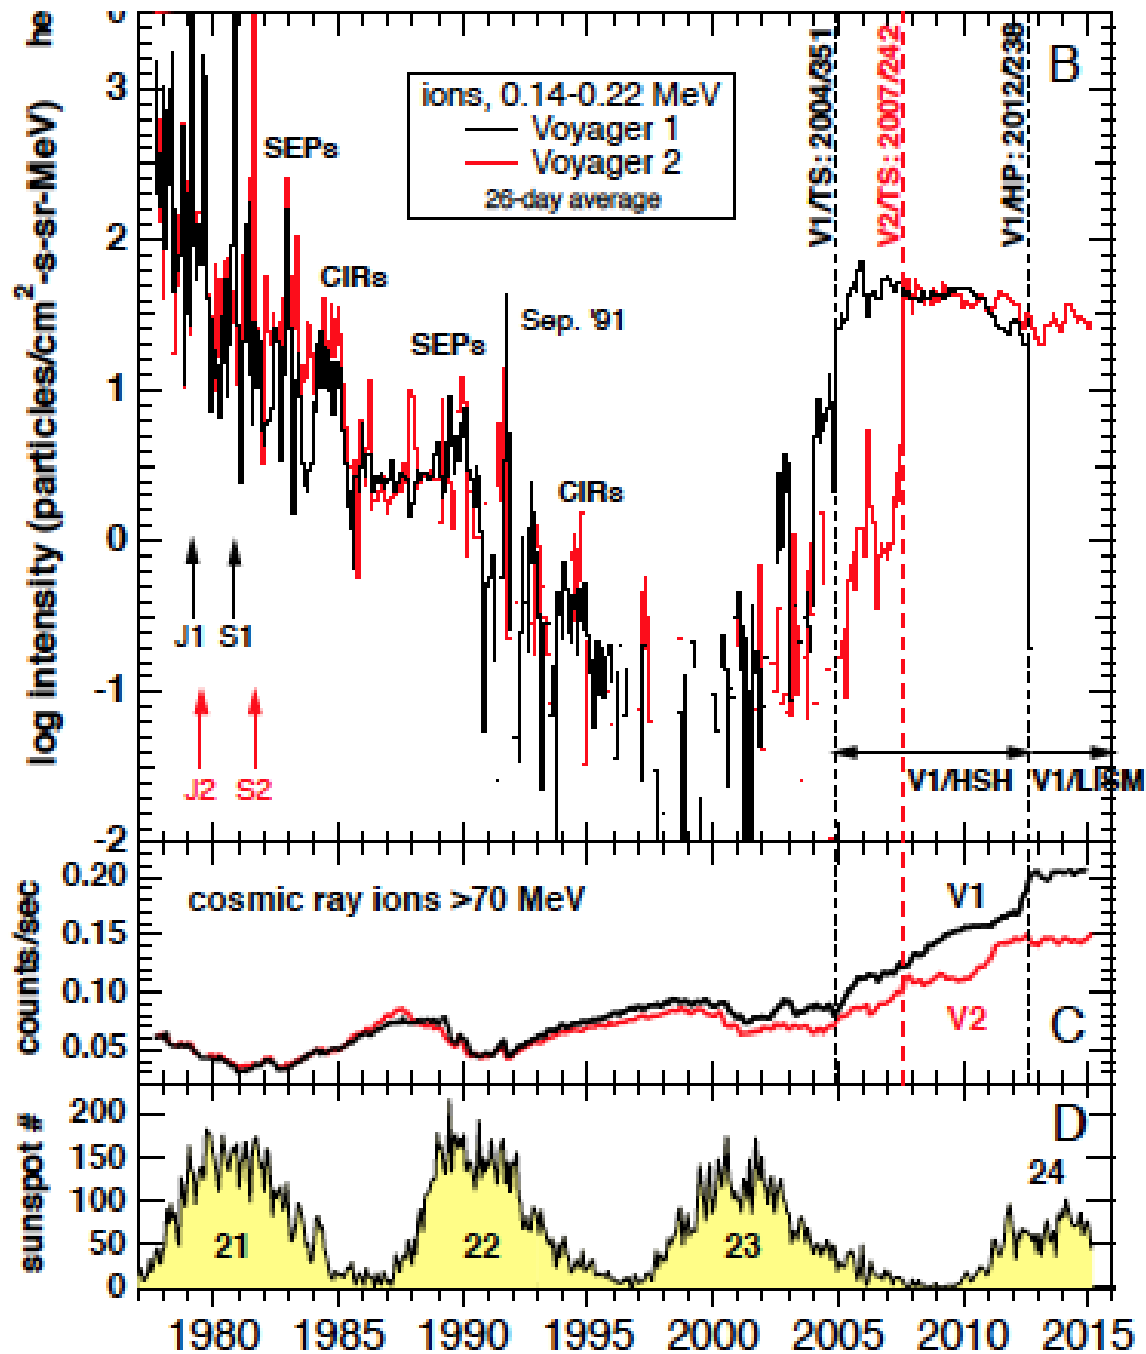 he
log intensity (particles/cm²-s-sr-MeV)
3
2
1
0
-1
-2
ions, 0.14-0.22 MeV
Voyager 1
Voyager 2
26-day average
B
V1/TS: 2004/351
V2/TS: 2007/242
V1/HP: 2012/238
SEPs
CIRs
SEPs
Sep. '91
CIRs
J1 S1
J2 S2
V1/HSH V1/LISM
counts/sec
0.20
0.15
0.10
0.05
cosmic ray ions >70 MeV
V1
V2
C
sunspot #
200
150
100
50
0
D
21
22
23
24
1980 1985 1990 1995 2000 2005 2010 2015